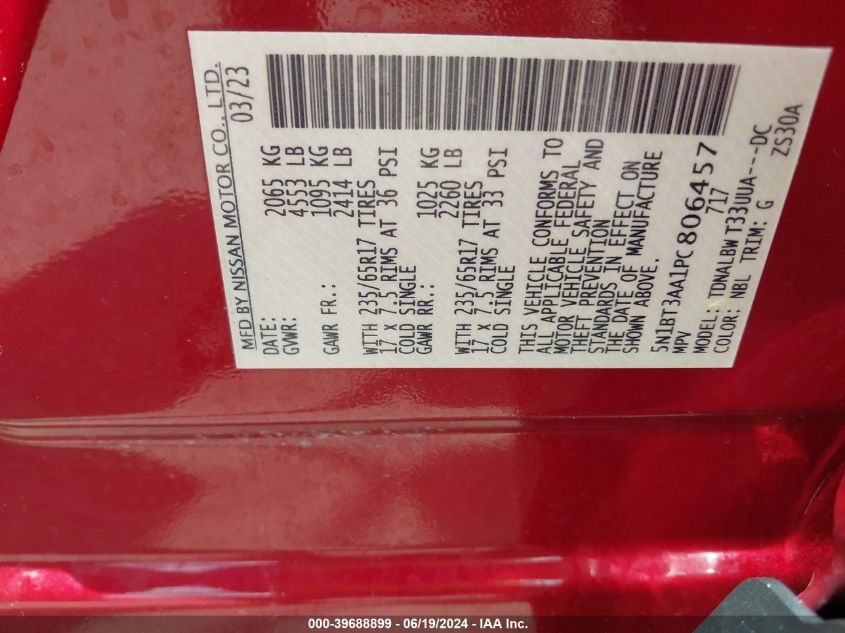 MFD BY NISSAN MOTOR CO., LTD.
DATE: 03/23
GVWR: 2065 KG
4553 LB
GAWR FR.: 1095 KG
2414 LB
WITH 235/65R17 TIRES
17 X 7.5 RIMS AT 36 PSI
COLD SINGLE
GAWR RR.: 1025 KG
2260 LB
WITH 235/65R17 TIRES
17 X 7.5 RIMS AT 33 PSI
COLD SINGLE
THIS VEHICLE CONFORMS TO
ALL APPLICABLE FEDERAL
MOTOR VEHICLE SAFETY AND
THEFT PREVENTION
STANDARDS IN EFFECT ON
THE DATE OF MANUFACTURE
SHOWN ABOVE.
5N1BT3AA1PC806457
MPV 717
MODEL: TDNALBW T33UUA---DC
COLOR: NBL TRIM: G ZS30A
000-39688899 - 06/19/2024 - IAA Inc.